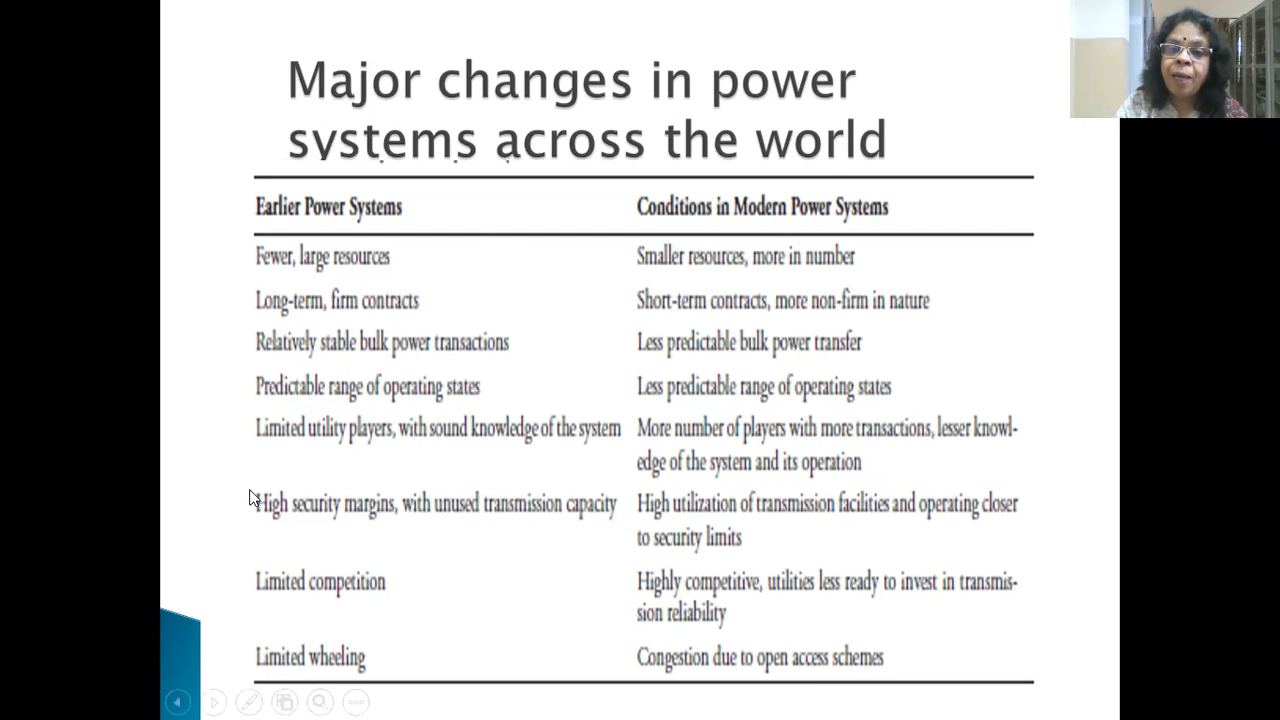 Major changes in power
systems across the world
Earlier Power Systems
Conditions in Modern Power Systems
Fewer, large resources
Smaller resources, more in number
Long-term, firm contracts
Short-term contracts, more non-firm in nature
Relatively stable bulk power transactions
Less predictable bulk power transfer
Predictable range of operating states
Less predictable range of operating states
Limited utility players, with sound knowledge of the system
More number of players with more transactions, lesser knowl-
edge of the system and its operation
High security margins, with unused transmission capacity
High utilization of transmission facilities and operating closer
to security limits
Limited competition
Highly competitive, utilities less ready to invest in transmis-
sion reliability
Limited wheeling
Congestion due to open access schemes